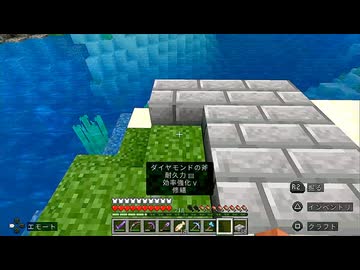 ダイヤモンドの斧
耐久力 III
効率強化 V
修繕
R2 掘る
インベントリ
クラフト
エモート